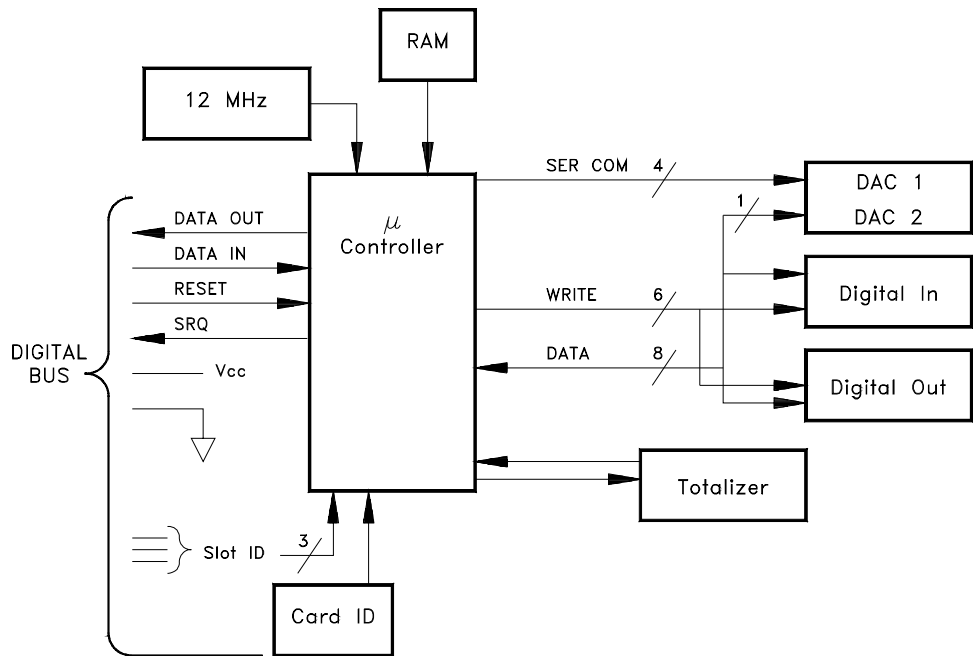 RAM
12 MHz
SER COM 4
DAC 1
1
DAC 2
μ
Controller
DATA OUT
DATA IN
RESET
SRQ
Vcc
DIGITAL
BUS
Digital In
WRITE 6
DATA 8
Digital Out
Totalizer
Slot ID 3
Card ID